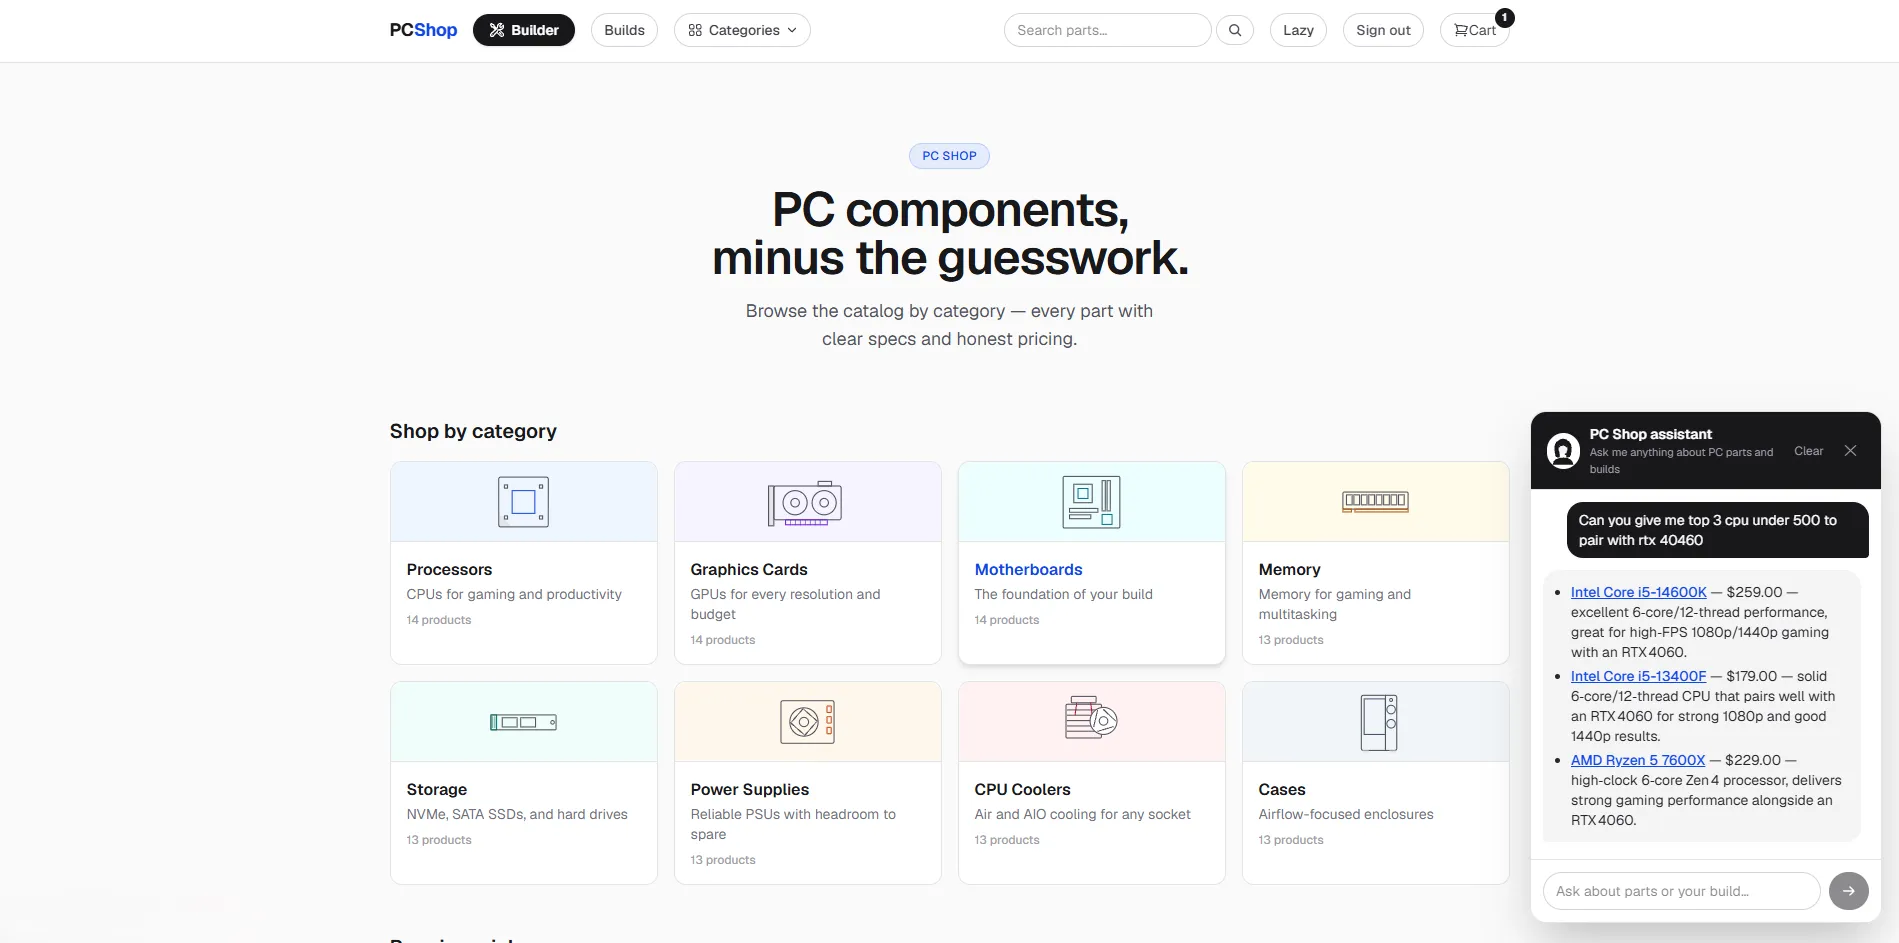 PCShop
Builder
Builds
Categories
Search parts...
Lazy
Sign out
Cart
1
PC SHOP
PC components,
minus the guesswork.
Browse the catalog by category — every part with
clear specs and honest pricing.
Shop by category
Processors
CPUs for gaming and productivity
14 products
Graphics Cards
GPUs for every resolution and
budget
14 products
Motherboards
The foundation of your build
14 products
Memory
Memory for gaming and
multitasking
13 products
Storage
NVMe, SATA SSDs, and hard drives
13 products
Power Supplies
Reliable PSUs with headroom to
spare
13 products
CPU Coolers
Air and AIO cooling for any socket
13 products
Cases
Airflow-focused enclosures
13 products
PC Shop assistant
Ask me anything about PC parts and
builds
Clear
Can you give me top 3 cpu under 500 to
pair with rtx 40460
Intel Core i5-14600K — $259.00 —
excellent 6-core/12-thread performance,
great for high-FPS 1080p/1440p gaming
with an RTX 4060.
Intel Core i5-13400F — $179.00 — solid
6-core/12-thread CPU that pairs well with
an RTX 4060 for strong 1080p and good
1440p results.
AMD Ryzen 5 7600X — $229.00 —
high-clock 6-core Zen 4 processor, delivers
strong gaming performance alongside an
RTX 4060.
Ask about parts or your build...